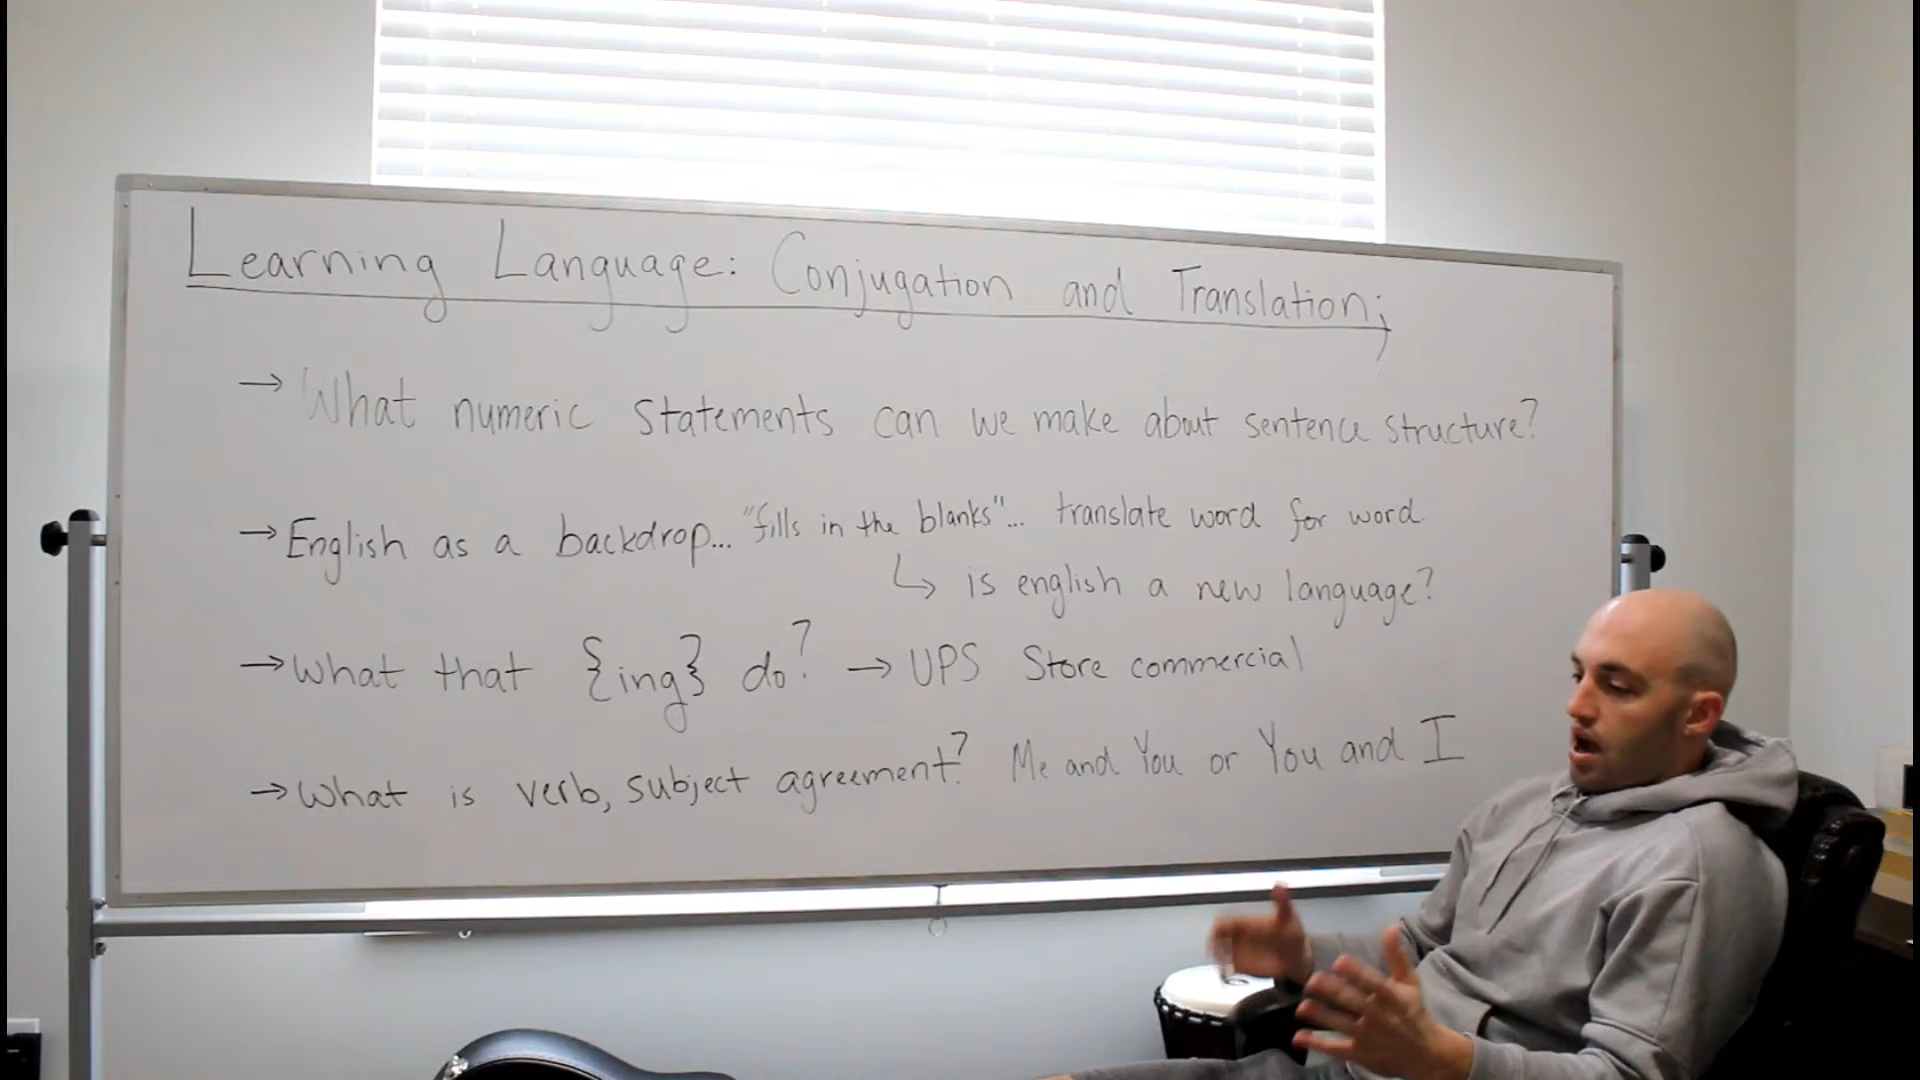 Learning Language: Conjugation and Translation;
→ What numeric statements can we make about sentence structure?
→ English as a backdrop... "fills in the blanks"... translate word for word
↳ is english a new language?
→ What that {ing} do? → UPS Store commercial
→ What is verb, subject agreement? Me and You or You and I